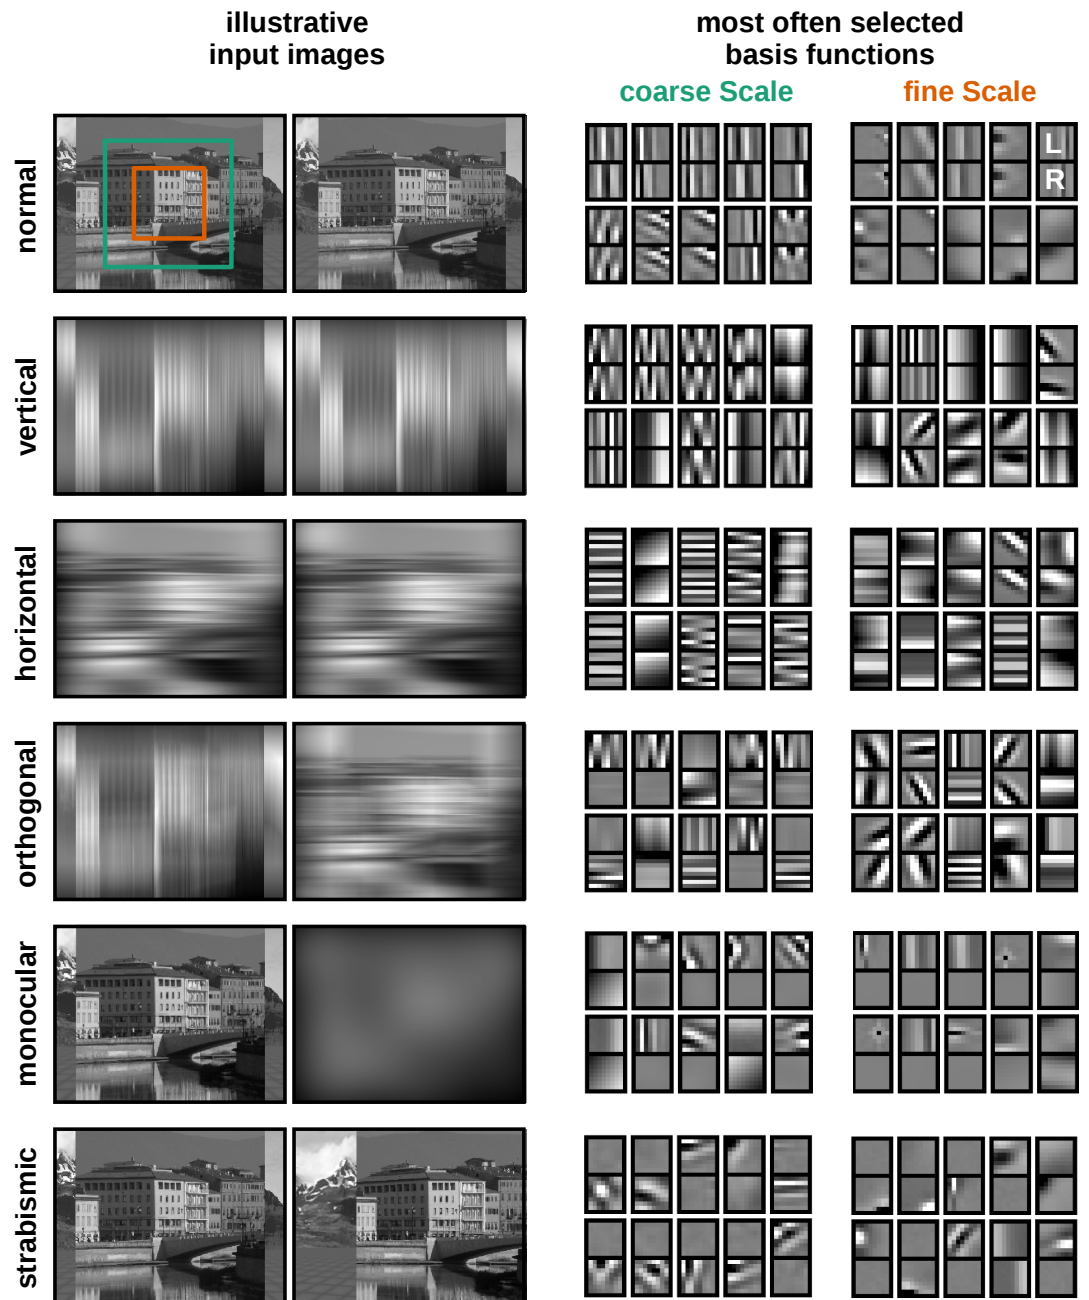 illustrative
input images
most often selected
basis functions
coarse Scale
fine Scale
normal
L
R
vertical
horizontal
orthogonal
monocular
strabismic